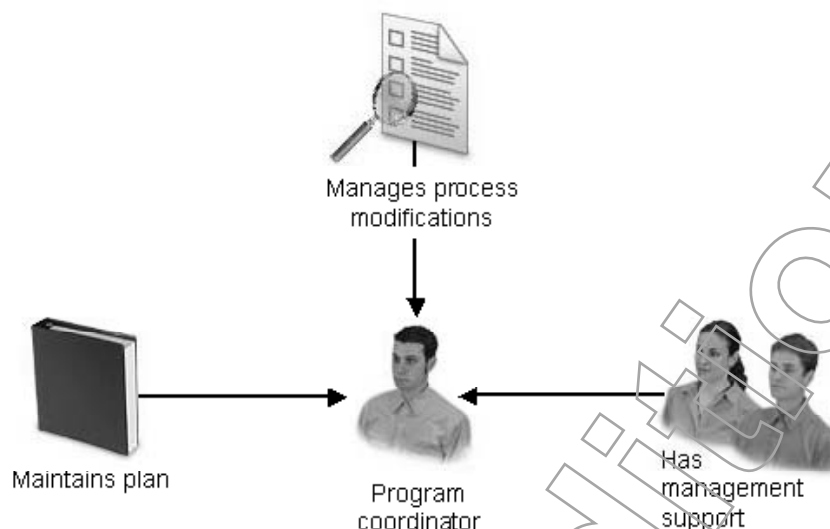 Manages process
modifications
Maintains plan
Program
coordinator
Has
management
support